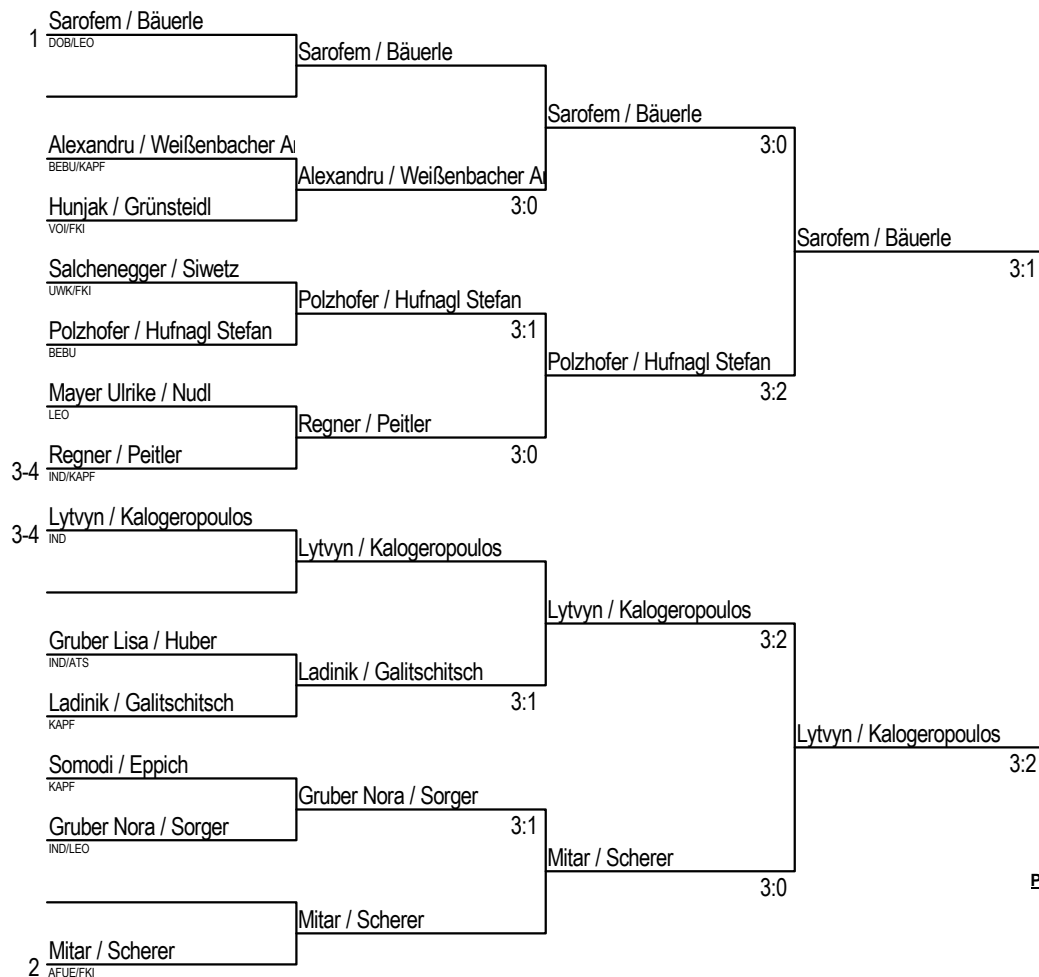 Sarofem / Bäuerle
1 DOB/LEO
Alexandru / Weißenbacher A
BEBU/KAPF
Hunjak / Grünsteidl
VOI/FKI
Salchenegger / Siwetz
UWK/FKI
Polzhofer / Hufnagl Stefan
BEBU
Mayer Ulrike / Nudl
LEO
Regner / Peitler
3-4 IND/KAPF
Lytvyn / Kalogeropoulos
3-4 IND
Gruber Lisa / Huber
IND/ATS
Ladinik / Galitschitsch
KAPF
Somodi / Eppich
KAPF
Gruber Nora / Sorger
IND/LEO
Mitar / Scherer
2 AFUE/FKI
Sarofem / Bäuerle
Alexandru / Weißenbacher A
3:0
Polzhofer / Hufnagl Stefan
3:1
Regner / Peitler
3:0
Lytvyn / Kalogeropoulos
Ladinik / Galitschitsch
3:1
Gruber Nora / Sorger
3:1
Mitar / Scherer
Sarofem / Bäuerle
3:0
Polzhofer / Hufnagl Stefan
3:2
Lytvyn / Kalogeropoulos
3:2
Mitar / Scherer
3:0
Sarofem / Bäuerle
3:1
Lytvyn / Kalogeropoulos
3:2
P